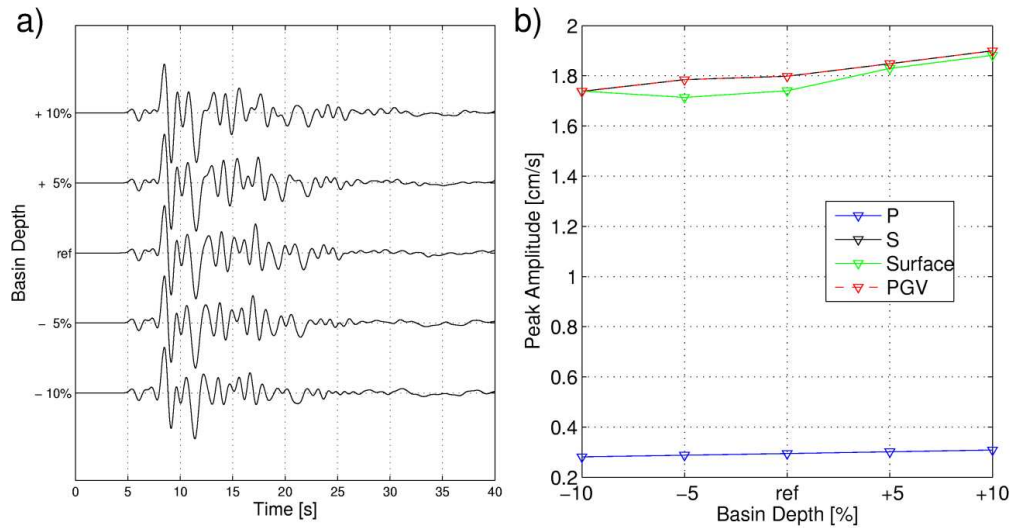 a)
Basin Depth
+ 10%
+ 5%
ref
− 5%
− 10%
0 5 10 15 20 25 30 35 40
Time [s]
b)
Peak Amplitude [cm/s]
2
1.8
1.6
1.4
1.2
1
0.8
0.6
0.4
0.2
P
S
Surface
PGV
−10 −5 ref +5 +10
Basin Depth [%]